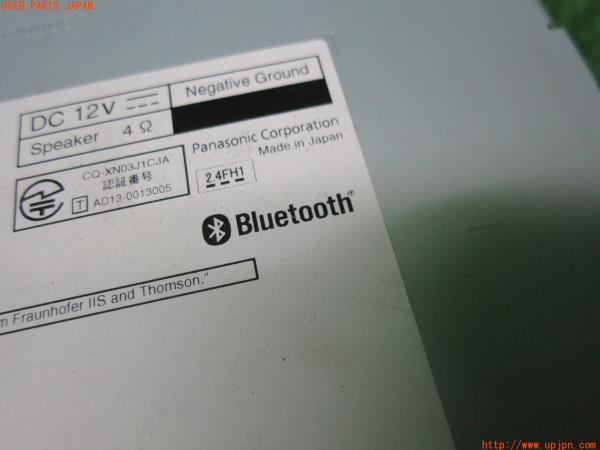 USED PARTS JAPAN
DC 12V
Negative Ground
Speaker 4 Ω
Panasonic Corporation
Made in Japan
CQ-XN03J1CJA
認証番号
T AD13-0013005
2.4FH1
Bluetooth®
m Fraunhofer IIS and Thomson."
© www.upjpn.com